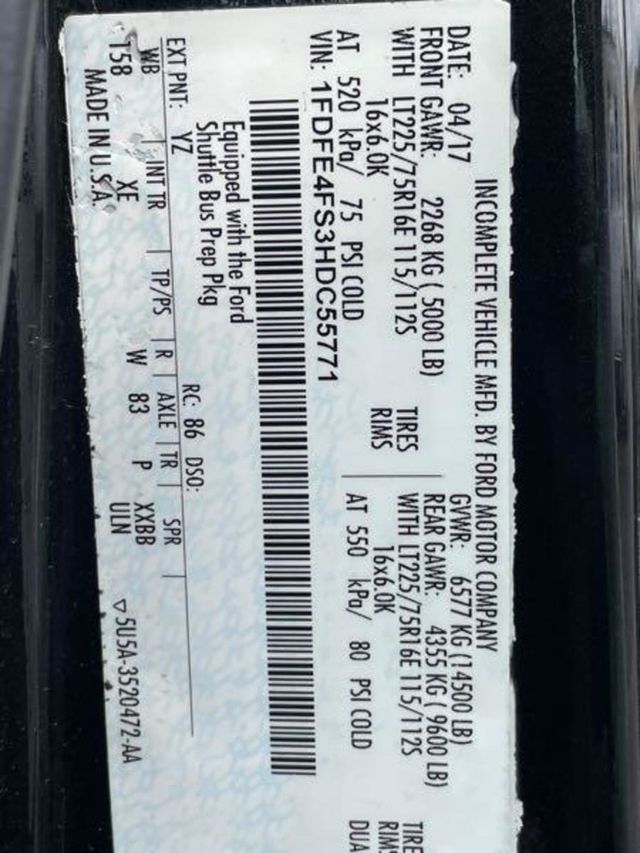 INCOMPLETE VEHICLE MFD. BY FORD MOTOR COMPANY
DATE: 04/17 GVWR: 6577 KG (14500 LB)
FRONT GAWR: 2268 KG ( 5000 LB) REAR GAWR: 4355 KG ( 9600 LB)
WITH LT225/75R16E 115/112S TIRES WITH LT225/75R16E 115/112S TIRE
16x6.0K RIMS 16x6.0K RIMS
AT 520 kPa/ 75 PSI COLD AT 550 kPa/ 80 PSI COLD DUA
VIN: 1FDFE4FS3HDC55771
Equipped with the Ford
Shuttle Bus Prep Pkg
EXT PNT: YZ RC: 86 DSO:
WB | INT TR | TP/PS | R | AXLE | TR | SPR |
158 XE W 83 P XXBB
MADE IN U.S.A. ULN
▽5U5A-3520472-AA